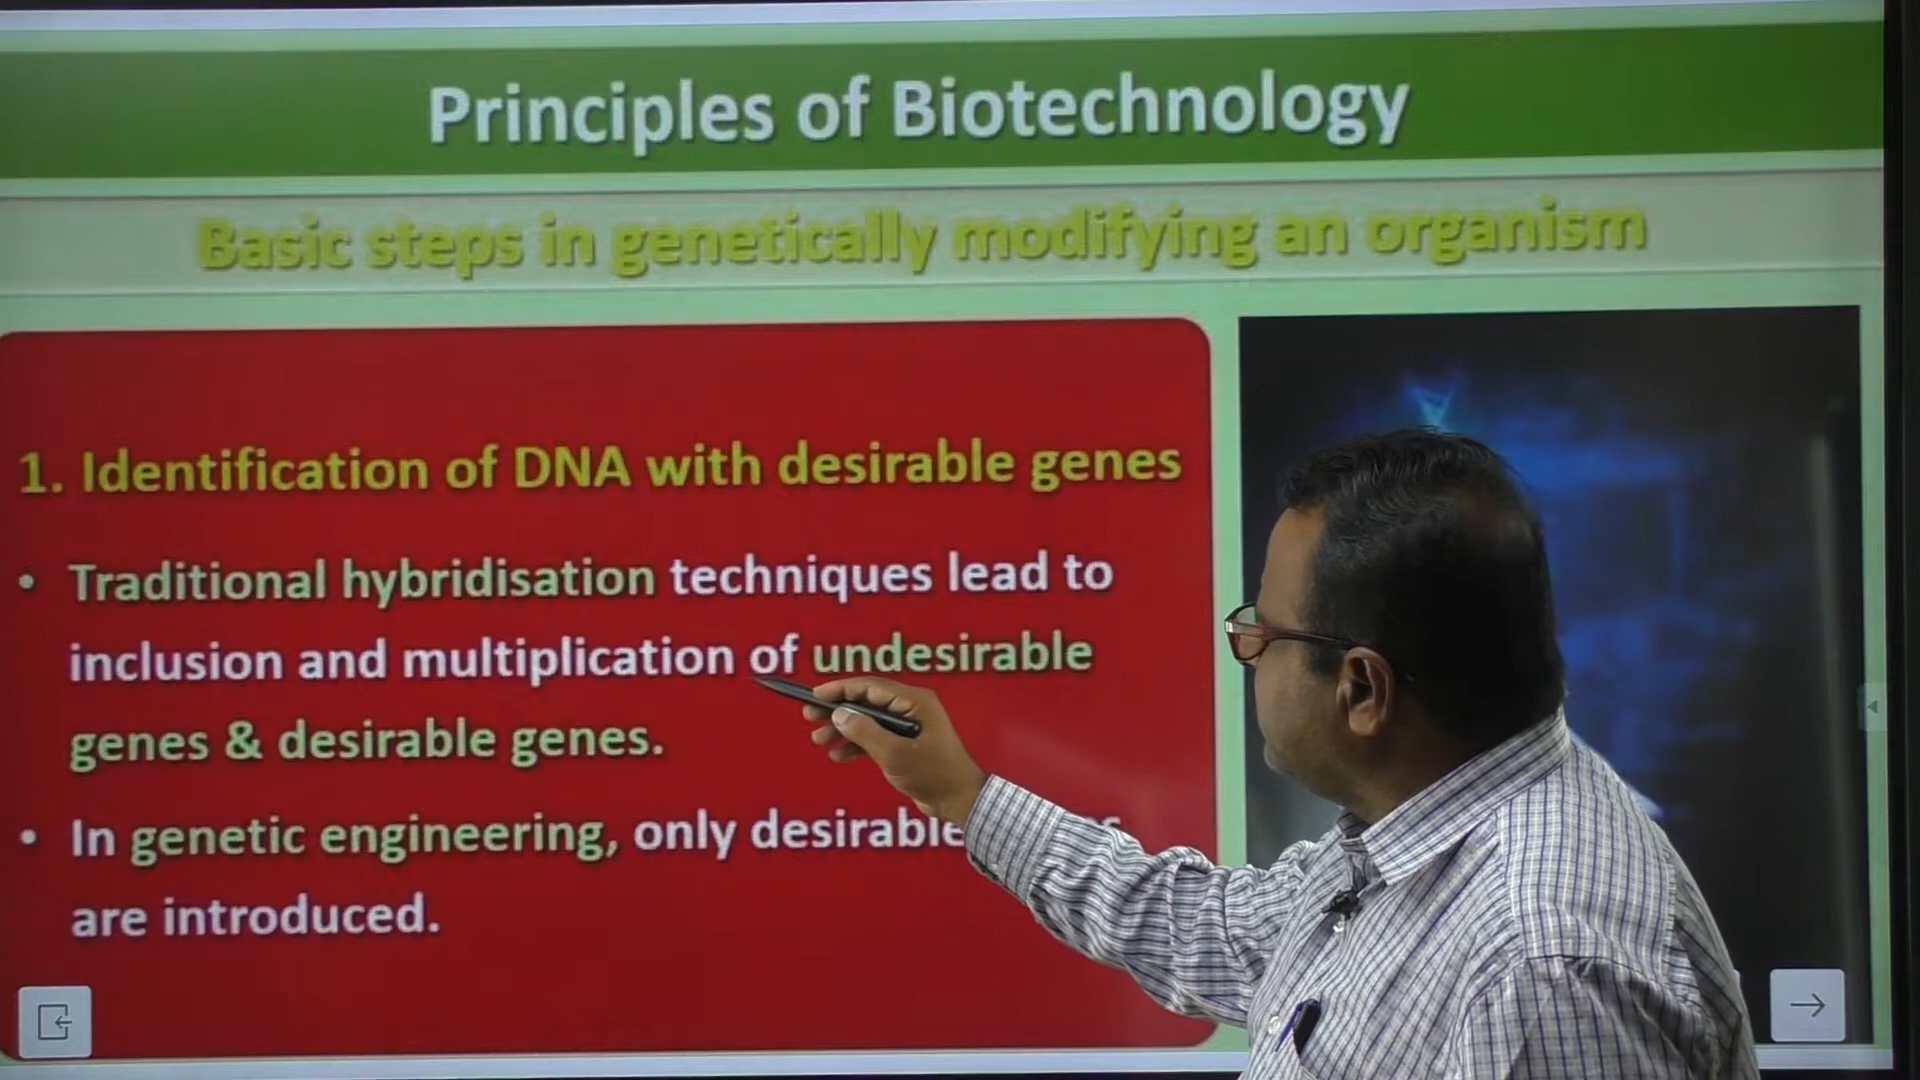 Principles of Biotechnology
Basic steps in genetically modifying an organism
1. Identification of DNA with desirable genes
• Traditional hybridisation techniques lead to
inclusion and multiplication of undesirable
genes & desirable genes.
• In genetic engineering, only desirable
are introduced.